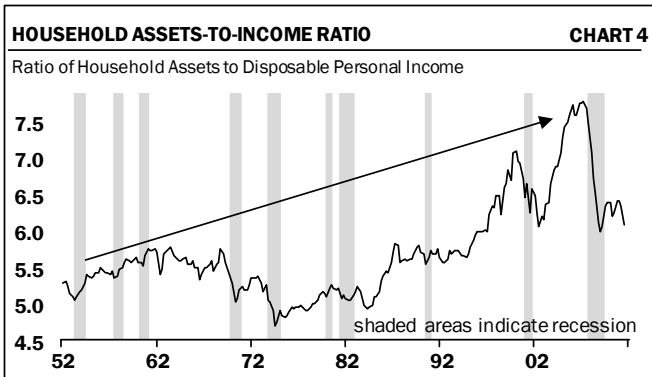 HOUSEHOLD ASSETS-TO-INCOME RATIO CHART 4
Ratio of Household Assets to Disposable Personal Income
7.5
7.0
6.5
6.0
5.5
5.0
4.5
shaded areas indicate recession
52 62 72 82 92 02